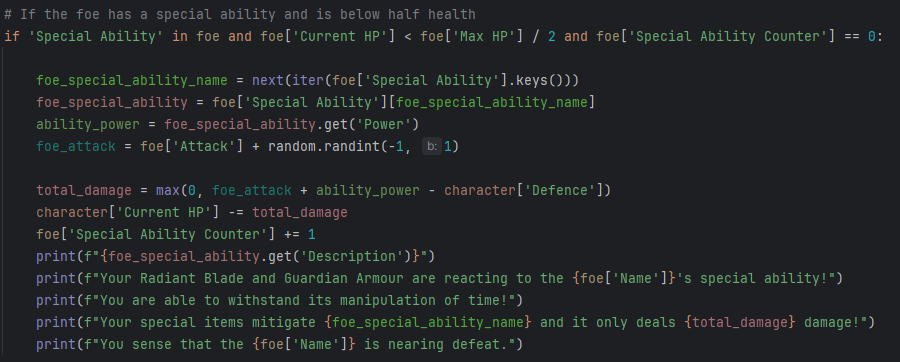 # If the foe has a special ability and is below half health
if 'Special Ability' in foe and foe['Current HP'] < foe['Max HP'] / 2 and foe['Special Ability Counter'] == 0:
foe_special_ability_name = next(iter(foe['Special Ability'].keys()))
foe_special_ability = foe['Special Ability'][foe_special_ability_name]
ability_power = foe_special_ability.get('Power')
foe_attack = foe['Attack'] + random.randint(-1, b: 1)
total_damage = max(0, foe_attack + ability_power - character['Defence'])
character['Current HP'] -= total_damage
foe['Special Ability Counter'] += 1
print(f"{foe_special_ability.get('Description')}")
print(f"Your Radiant Blade and Guardian Armour are reacting to the {foe['Name']}'s special ability!")
print(f"You are able to withstand its manipulation of time!")
print(f"Your special items mitigate {foe_special_ability_name} and it only deals {total_damage} damage!")
print(f"You sense that the {foe['Name']} is nearing defeat.")